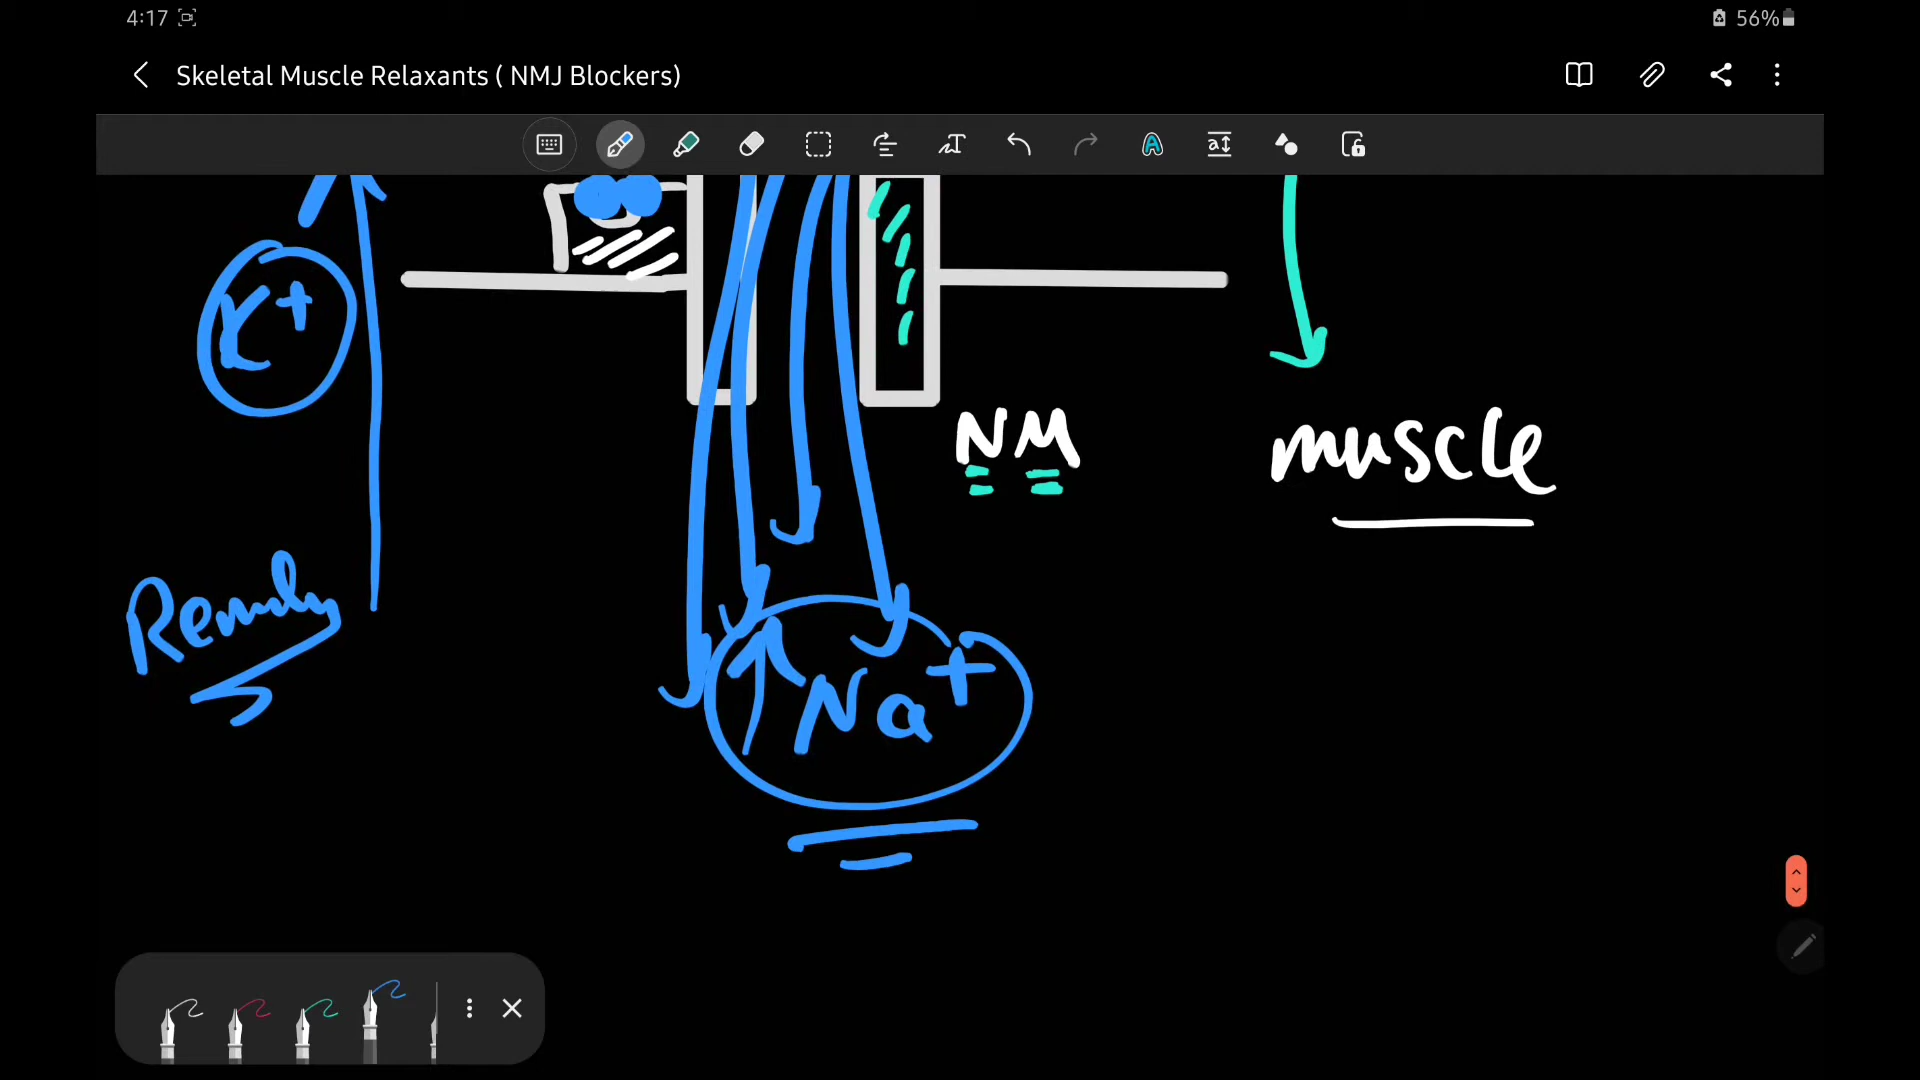 4:17
56%
Skeletal Muscle Relaxants ( NMJ Blockers)
a
K+
NM
muscle
↑ Na+